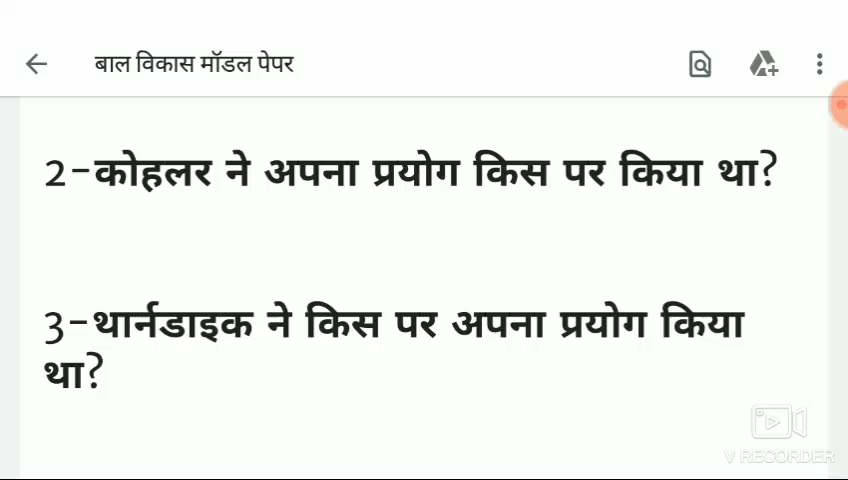 बाल विकास मॉडल पेपर
2-कोहलर ने अपना प्रयोग किस पर किया था?
3-थार्नडाइक ने किस पर अपना प्रयोग किया
था?
V RECORDER